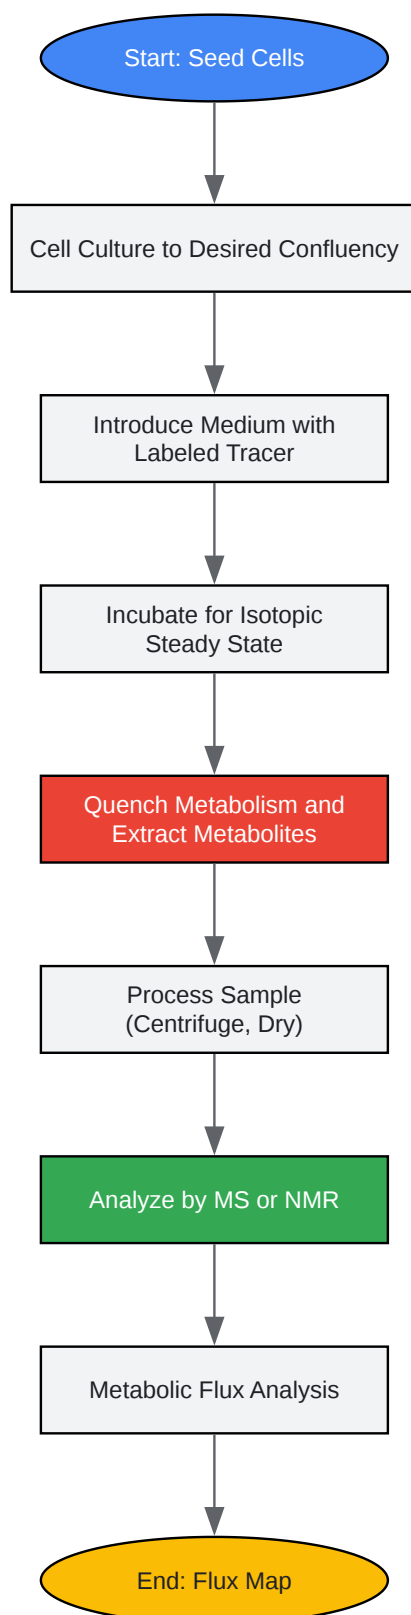 Start: Seed Cells
Cell Culture to Desired Confluency
Introduce Medium with
Labeled Tracer
Incubate for Isotopic
Steady State
Quench Metabolism and
Extract Metabolites
Process Sample
(Centrifuge, Dry)
Analyze by MS or NMR
Metabolic Flux Analysis
End: Flux Map